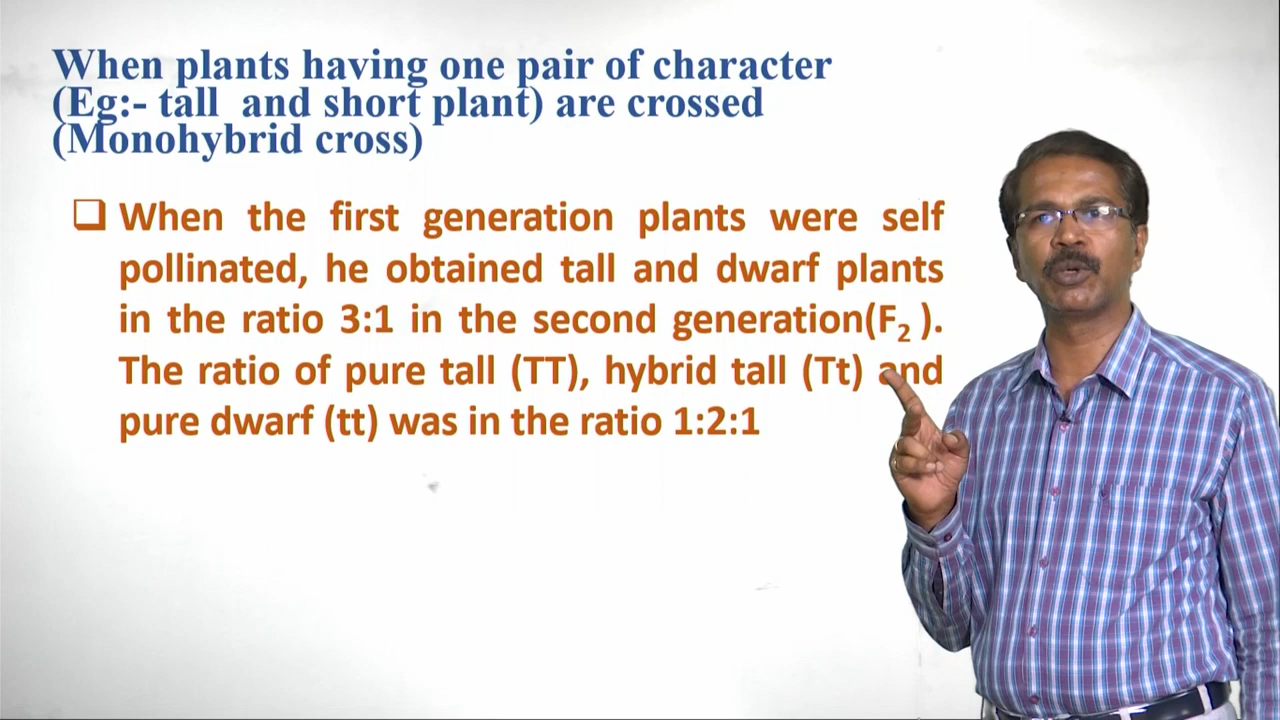 When plants having one pair of character
(Eg:- tall and short plant) are crossed
(Monohybrid cross)
❑ When the first generation plants were self
pollinated, he obtained tall and dwarf plants
in the ratio 3:1 in the second generation(F₂ ).
The ratio of pure tall (TT), hybrid tall (Tt) and
pure dwarf (tt) was in the ratio 1:2:1